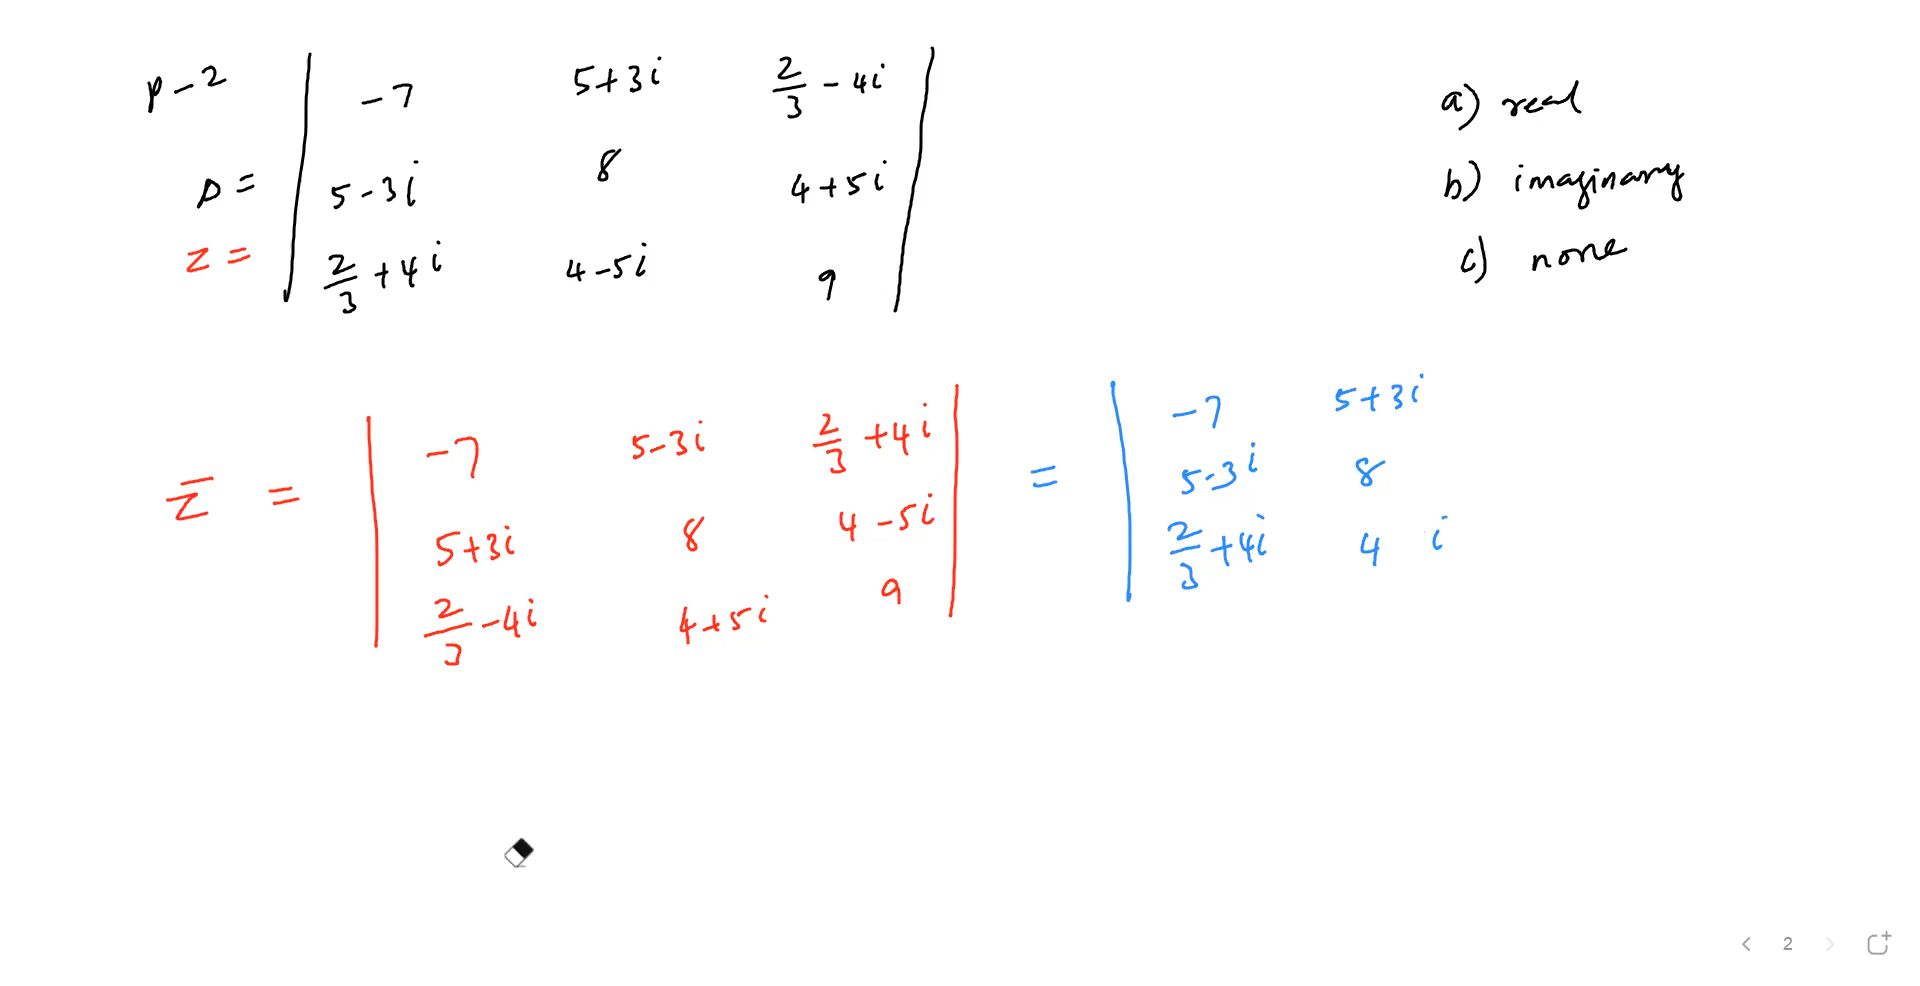 p-2
| -7 5+3i 2/3 - 4i |
Δ = | 5-3i 8 4+5i |
z = | 2/3 + 4i 4-5i 9 |
a) real
b) imaginary
c) none
z̅ = | -7 5-3i 2/3 + 4i | = | -7 5+3i
| 5+3i 8 4-5i | | 5-3i 8
| 2/3 - 4i 4+5i 9 | | 2/3 + 4i 4 i
2